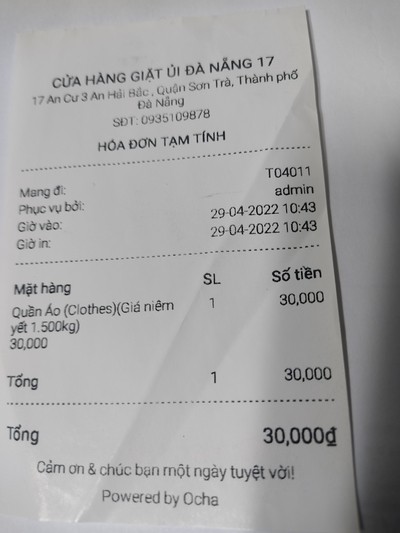 CỬA HÀNG GIẶT ỦI ĐÀ NẴNG 17
17 An Cư 3 An Hải Bắc , Quận Sơn Trà, Thành phố
Đà Nẵng
SĐT: 0935109878
HÓA ĐƠN TẠM TÍNH
Mang đi: T04011
Phục vụ bởi: admin
Giờ vào: 29-04-2022 10:43
Giờ in: 29-04-2022 10:43
Mặt hàng SL Số tiền
Quần Áo (Clothes)(Giá niêm 1 30,000
yết 1.500kg)
30,000
Tổng 1 30,000
Tổng 30,000₫
Cảm ơn & chúc bạn một ngày tuyệt vời!
Powered by Ocha